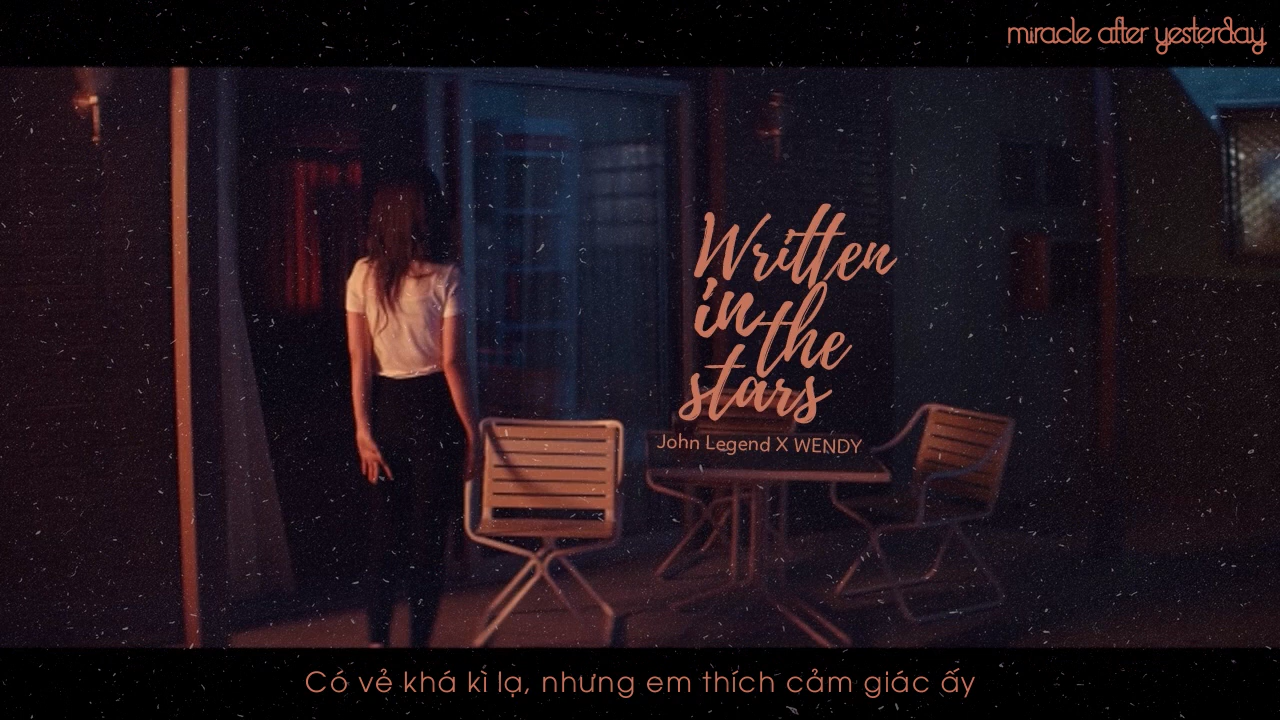 miracle after yesterday
Written
in the
stars
John Legend X WENDY
Có vẻ khá kì lạ, nhưng em thích cảm giác ấy